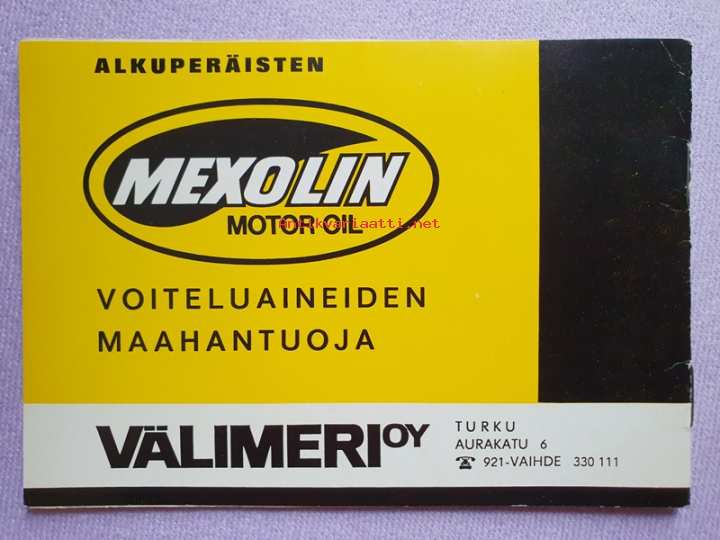 ALKUPERÄISTEN
MEXOLIN
MOTOR OIL
antikvariaatti.net
VOITELUAINEIDEN
MAAHANTUOJA
VÄLIMERI OY
TURKU
AURAKATU 6
☎ 921-VAIHDE 330 111